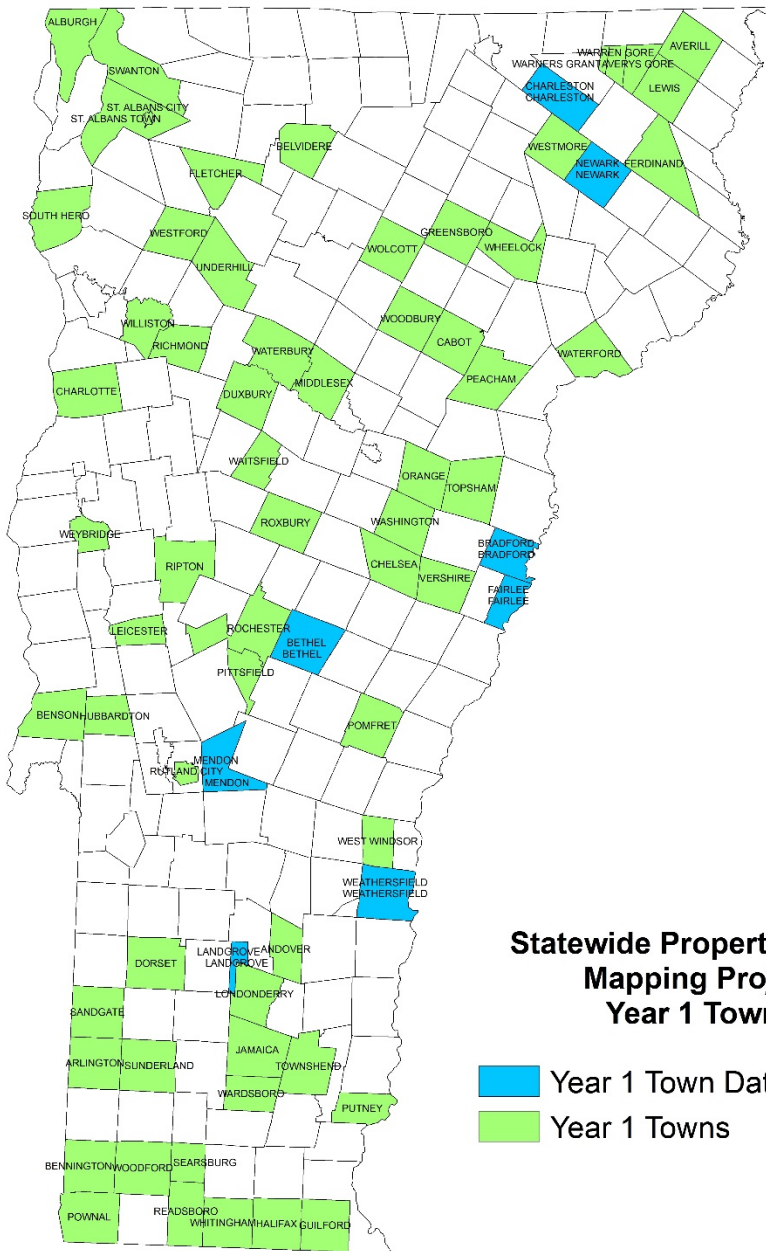 ALBURGH
SWANTON
ST. ALBANS CITY
ST. ALBANS TOWN
WARREN GORE
AVERILL
WARNERS GRANT
AVERYS GORE
CHARLESTON
CHARLESTON
LEWIS
BELVIDERE
WESTMORE
NEWARK
NEWARK
FERDINAND
FLETCHER
SOUTH HERO
WESTFORD
GREENSBORO
WOLCOTT
WHEELOCK
UNDERHILL
WOODBURY
WILLISTON
CABOT
RICHMOND
WATERBURY
WATERFORD
MIDDLESEX
PEACHAM
CHARLOTTE
DUXBURY
WAITSFIELD
ORANGE
TOPSHAM
ROXBURY
WASHINGTON
WEYBRIDGE
BRADFORD
BRADFORD
RIPTON
CHELSEA
VERSHIRE
FAIRLEE
FAIRLEE
LEICESTER
ROCHESTER
BETHEL
BETHEL
PITTSFIELD
BENSON
HUBBARDTON
POMFRET
MENDON
RUTLAND CITY
MENDON
WEST WINDSOR
WEATHERSFIELD
WEATHERSFIELD
LANDGROVE
ANDOVER
LANDGROVE
DORSET
LONDONDERRY
SANDGATE
JAMAICA
ARLINGTON
SUNDERLAND
TOWNSHEND
WARDSBORO
PUTNEY
BENNINGTON
WOODFORD
SEARSBURG
READSBORO
POWNAL
WHITINGHAM
HALIFAX
GUILFORD
Statewide Propert
Mapping Pro
Year 1 Tow
Year 1 Town Dat
Year 1 Towns